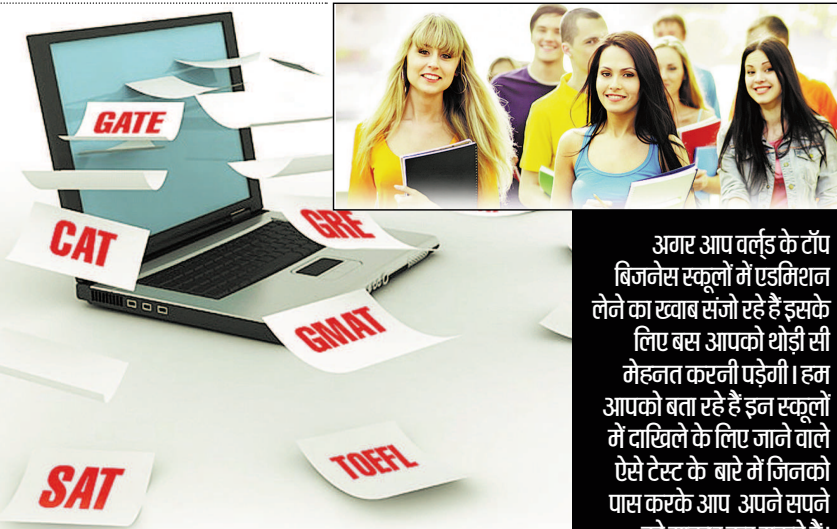 GATE
CAT
GRE
GMAT
SAT
TOEFL
अगर आप वर्ल्ड के टॉप
बिजनेस स्कूलों में एडमिशन
लेने का ख्वाब संजो रहे हैं इसके
लिए बस आपको थोड़ी सी
मेहनत करनी पड़ेगी। हम
आपको बता रहे हैं इन स्कूलों
में दाखिले के लिए जाने वाले
ऐसे टेस्ट के बारे में जिनको
पास करके आप अपने सपने